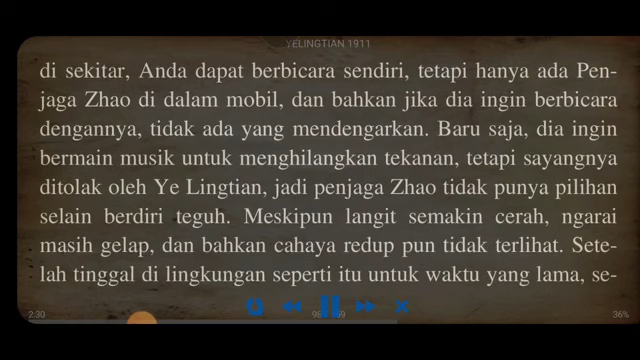 YELINGTIAN 1911
di sekitar, Anda dapat berbicara sendiri, tetapi hanya ada Pen-
jaga Zhao di dalam mobil, dan bahkan jika dia ingin berbicara
dengannya, tidak ada yang mendengarkan. Baru saja, dia ingin
bermain musik untuk menghilangkan tekanan, tetapi sayangnya
ditolak oleh Ye Lingtian, jadi penjaga Zhao tidak punya pilihan
selain berdiri teguh. Meskipun langit semakin cerah, ngarai
masih gelap, dan bahkan cahaya redup pun tidak terlihat. Sete-
lah tinggal di lingkungan seperti itu untuk waktu yang lama, se-
2:30
36%